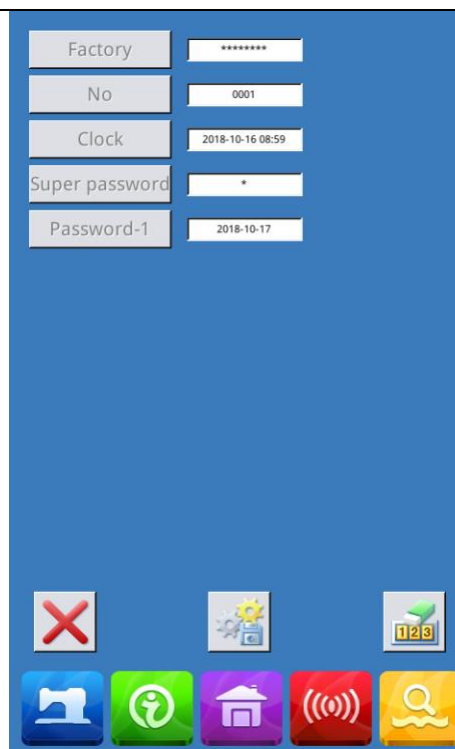 Factory ********
No 0001
Clock 2018-10-16 08:59
Super password *
Password-1 2018-10-17
123